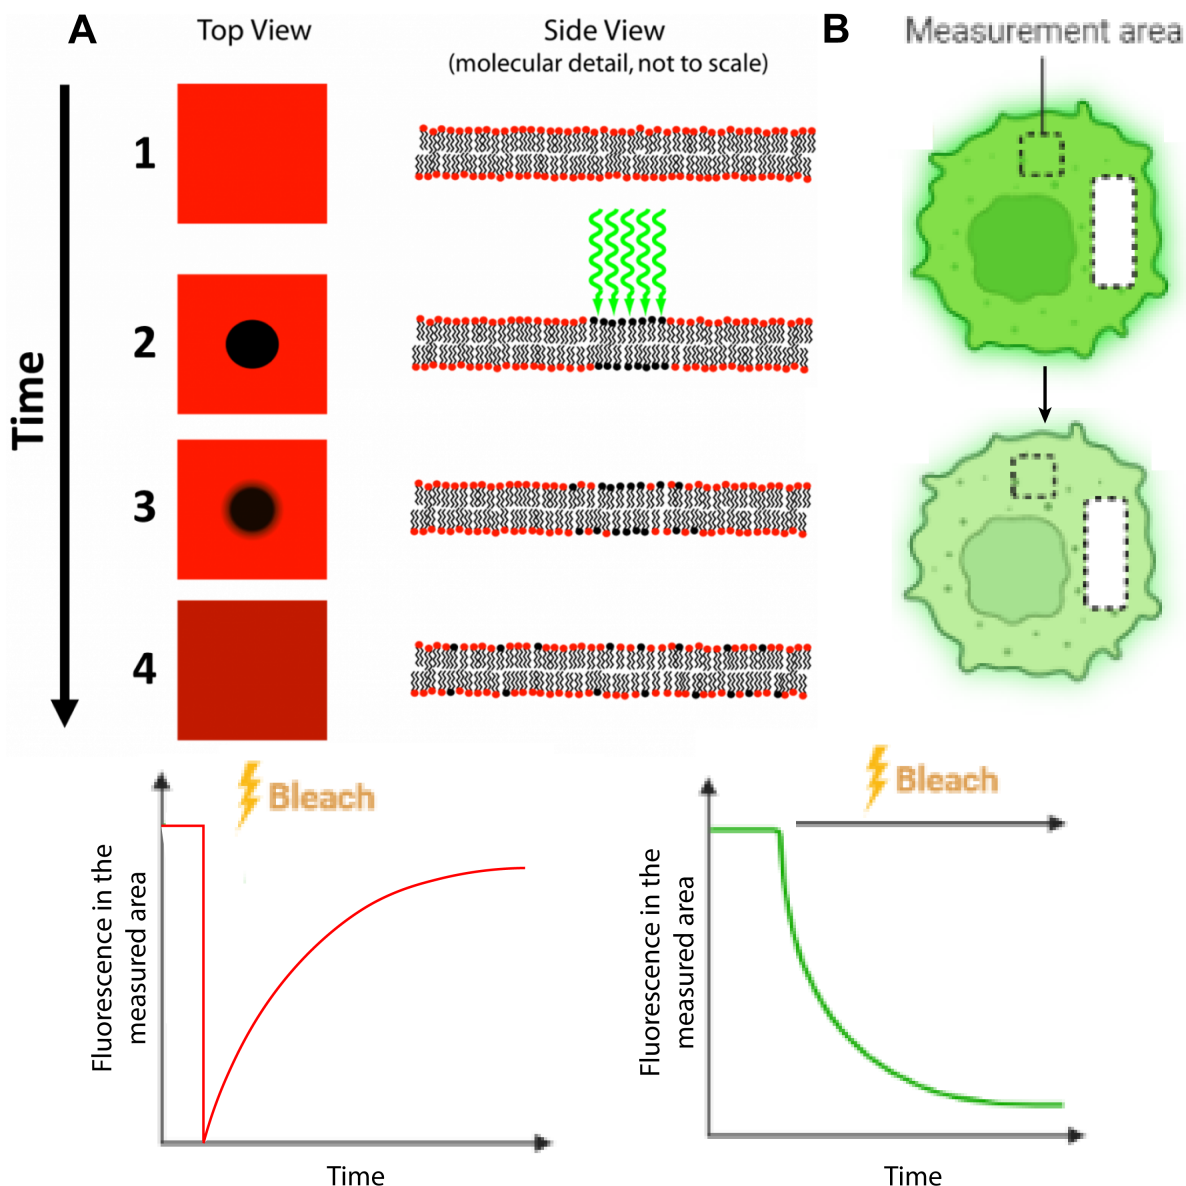 A
Top View
Side View
(molecular detail, not to scale)
B
Measurement area
Time
1
2
3
4
Bleach
Fluorescence in the
measured area
Time
Bleach
Fluorescence in the
measured area
Time